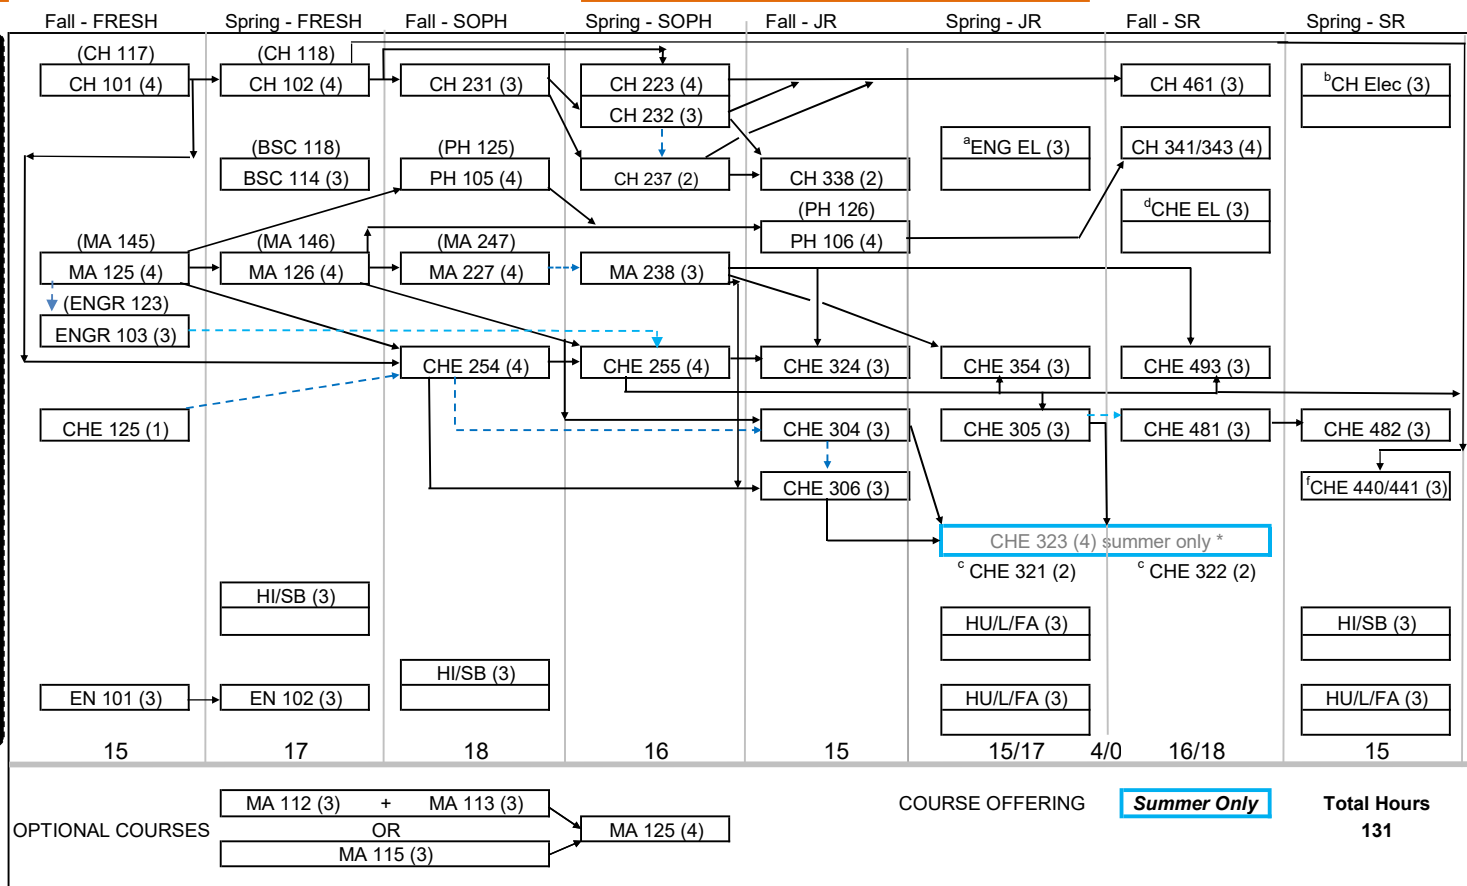 Fall - FRESH Spring - FRESH Fall - SOPH Spring - SOPH Fall - JR Spring - JR Fall - SR Spring - SR
(CH 117) (CH 118)
CH 101 (4) CH 102 (4) CH 231 (3) CH 223 (4) CH 461 (3) bCH Elec (3)
CH 232 (3)
(BSC 118) (PH 125) aENG EL (3) CH 341/343 (4)
BSC 114 (3) PH 105 (4) CH 237 (2) CH 338 (2)
(PH 126) dCHE EL (3)
(MA 145) (MA 146) (MA 247) PH 106 (4)
MA 125 (4) MA 126 (4) MA 227 (4) MA 238 (3)
(ENGR 123)
ENGR 103 (3)
CHE 254 (4) CHE 255 (4) CHE 324 (3) CHE 354 (3) CHE 493 (3)
CHE 125 (1) CHE 304 (3) CHE 305 (3) CHE 481 (3) CHE 482 (3)
CHE 306 (3) fCHE 440/441 (3)
CHE 323 (4) summer only *
c CHE 321 (2) c CHE 322 (2)
HI/SB (3)
HU/L/FA (3) HI/SB (3)
HI/SB (3)
EN 101 (3) EN 102 (3) HU/L/FA (3) HU/L/FA (3)
15 17 18 16 15 15/17 4/0 16/18 15
MA 112 (3) + MA 113 (3) COURSE OFFERING Summer Only Total Hours
OPTIONAL COURSES OR MA 125 (4) 131
MA 115 (3)